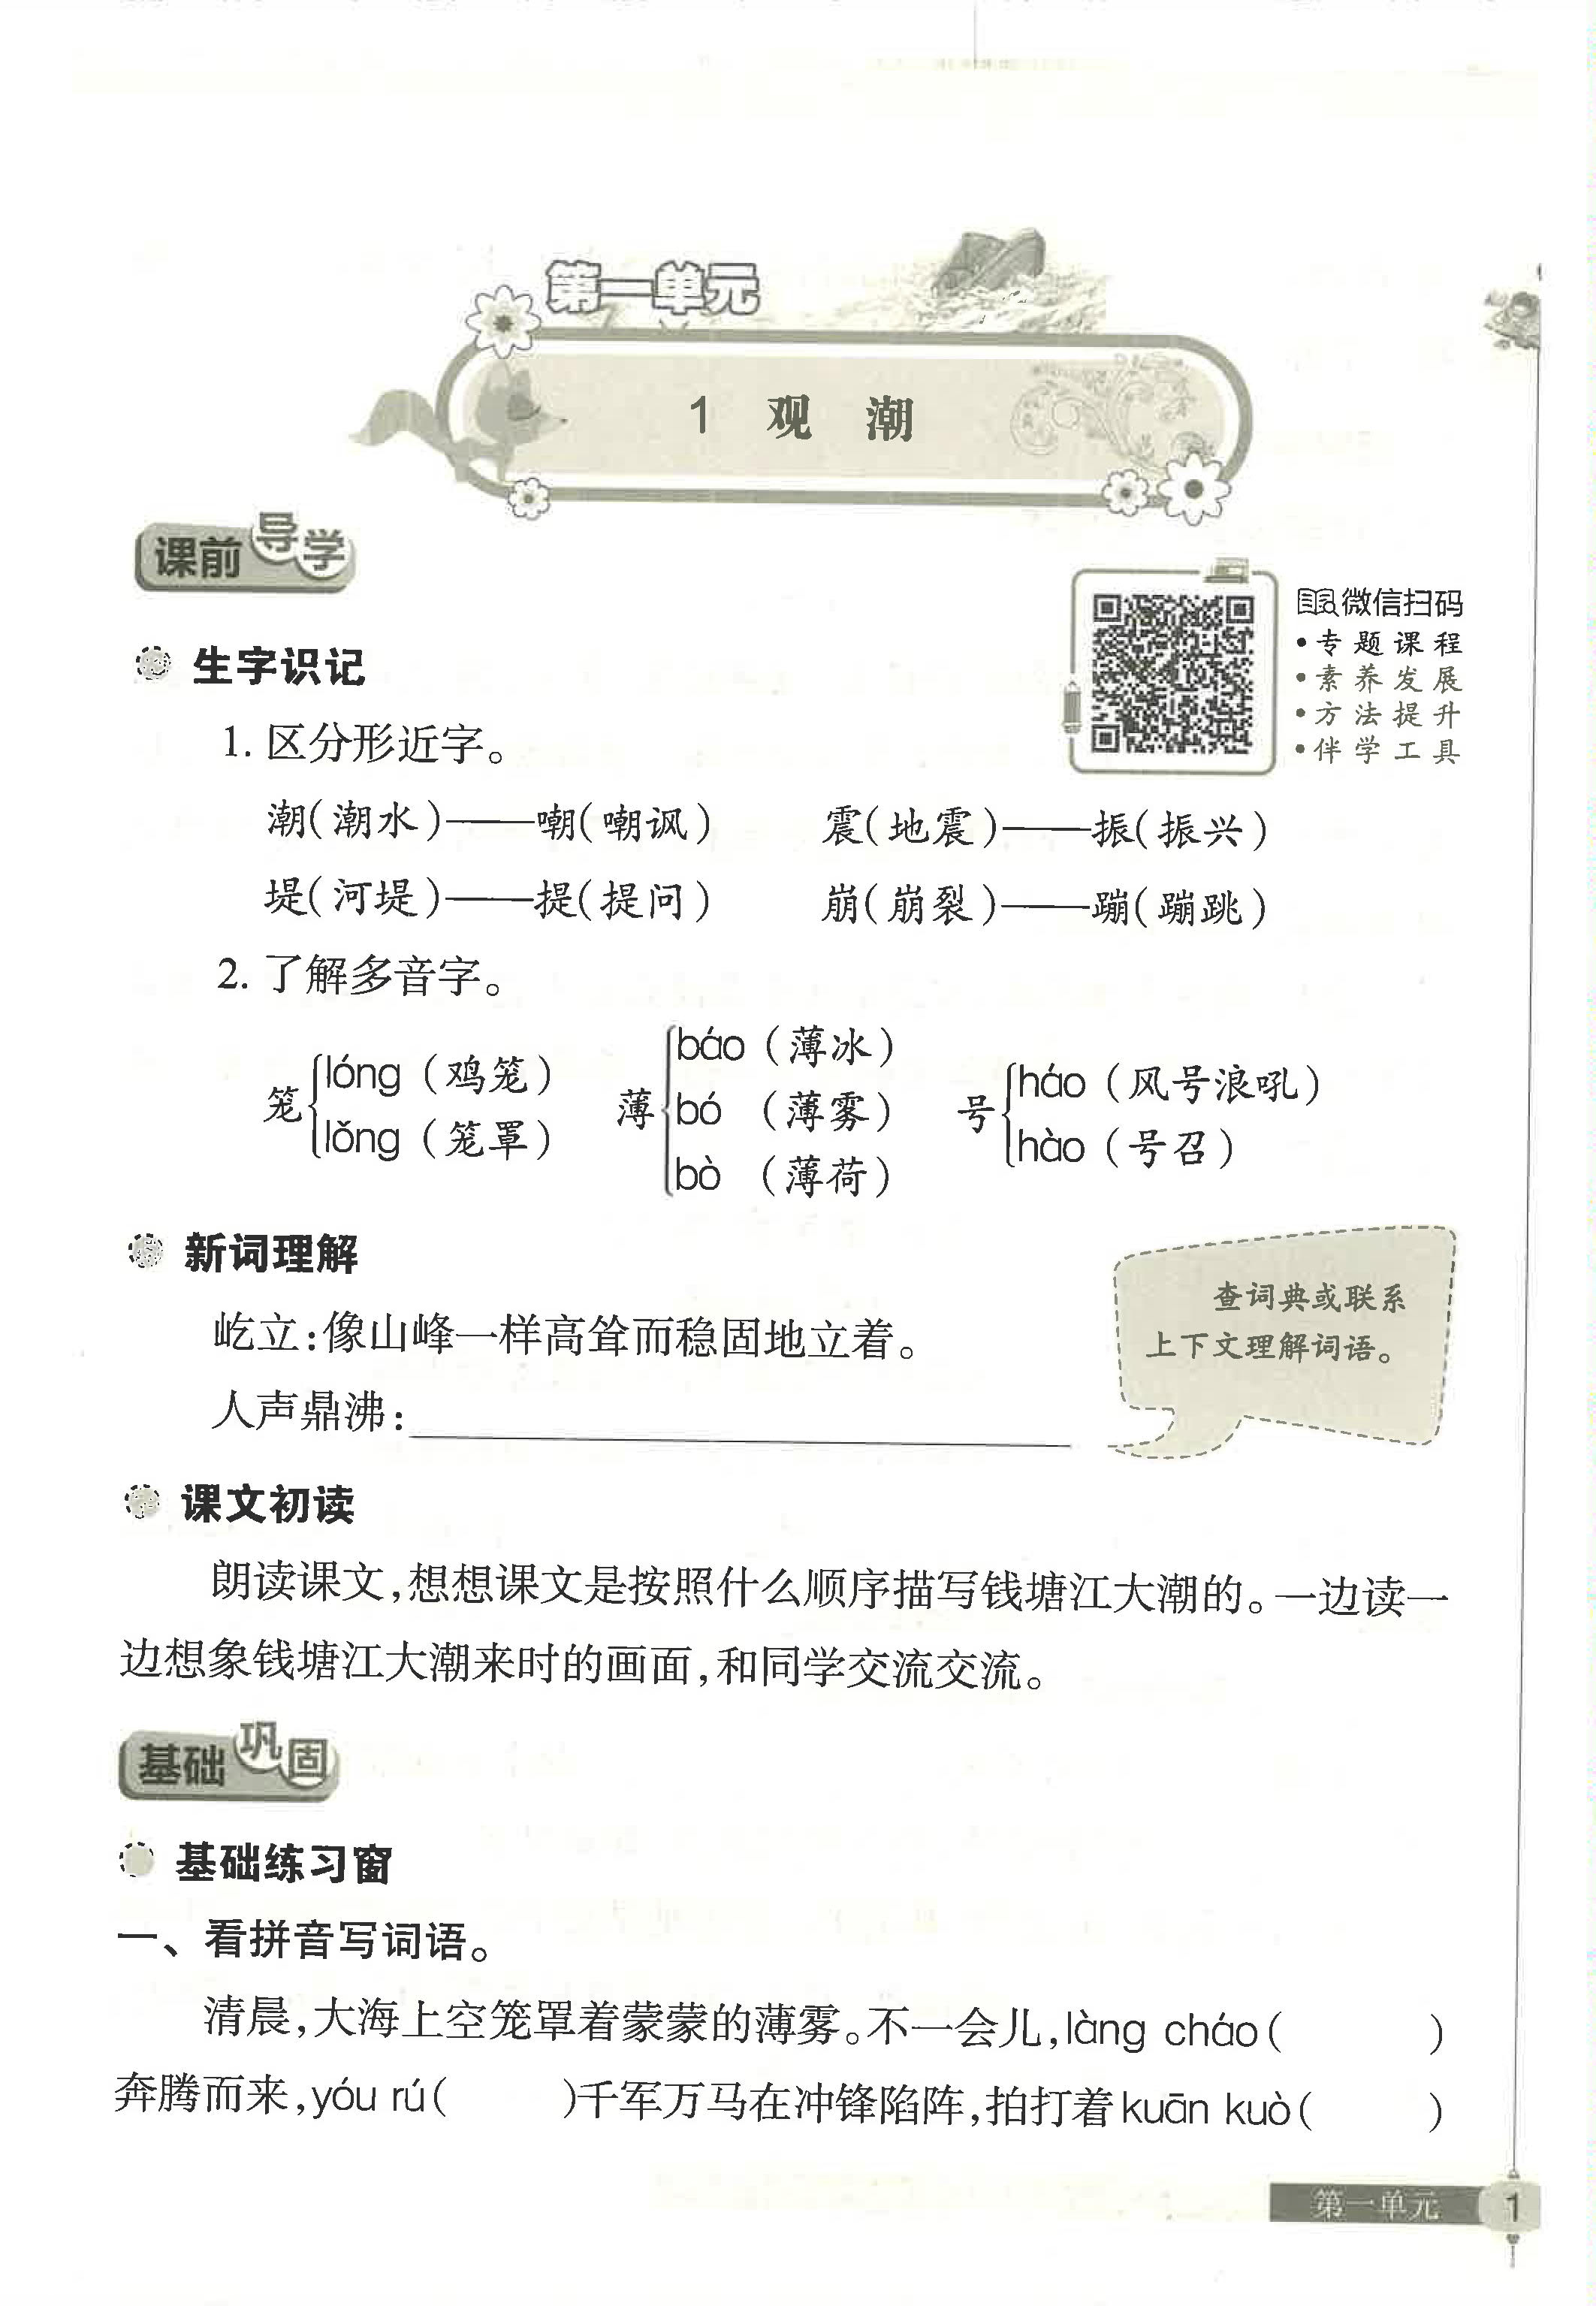 第一单元
1 观 潮
课前导学
微信扫码
•专题课程
•素养发展
•方法提升
•伴学工具
生字识记
1. 区分形近字。
潮(潮水)——嘲(嘲讽) 震(地震)——振(振兴)
堤(河堤)——提(提问) 崩(崩裂)——蹦(蹦跳)
2. 了解多音字。
笼{lóng(鸡笼) lǒng(笼罩)
薄{báo(薄冰) bó(薄雾) bò(薄荷)
号{háo(风号浪吼) hào(号召)
新词理解
屹立:像山峰一样高耸而稳固地立着。
人声鼎沸:
查词典或联系
上下文理解词语。
课文初读
朗读课文,想想课文是按照什么顺序描写钱塘江大潮的。一边读一
边想象钱塘江大潮来时的画面,和同学交流交流。
基础巩固
基础练习窗
一、看拼音写词语。
清晨,大海上空笼罩着蒙蒙的薄雾。不一会儿,làng cháo( )
奔腾而来,yóu rú( )千军万马在冲锋陷阵,拍打着kuān kuò( )
第一单元 1